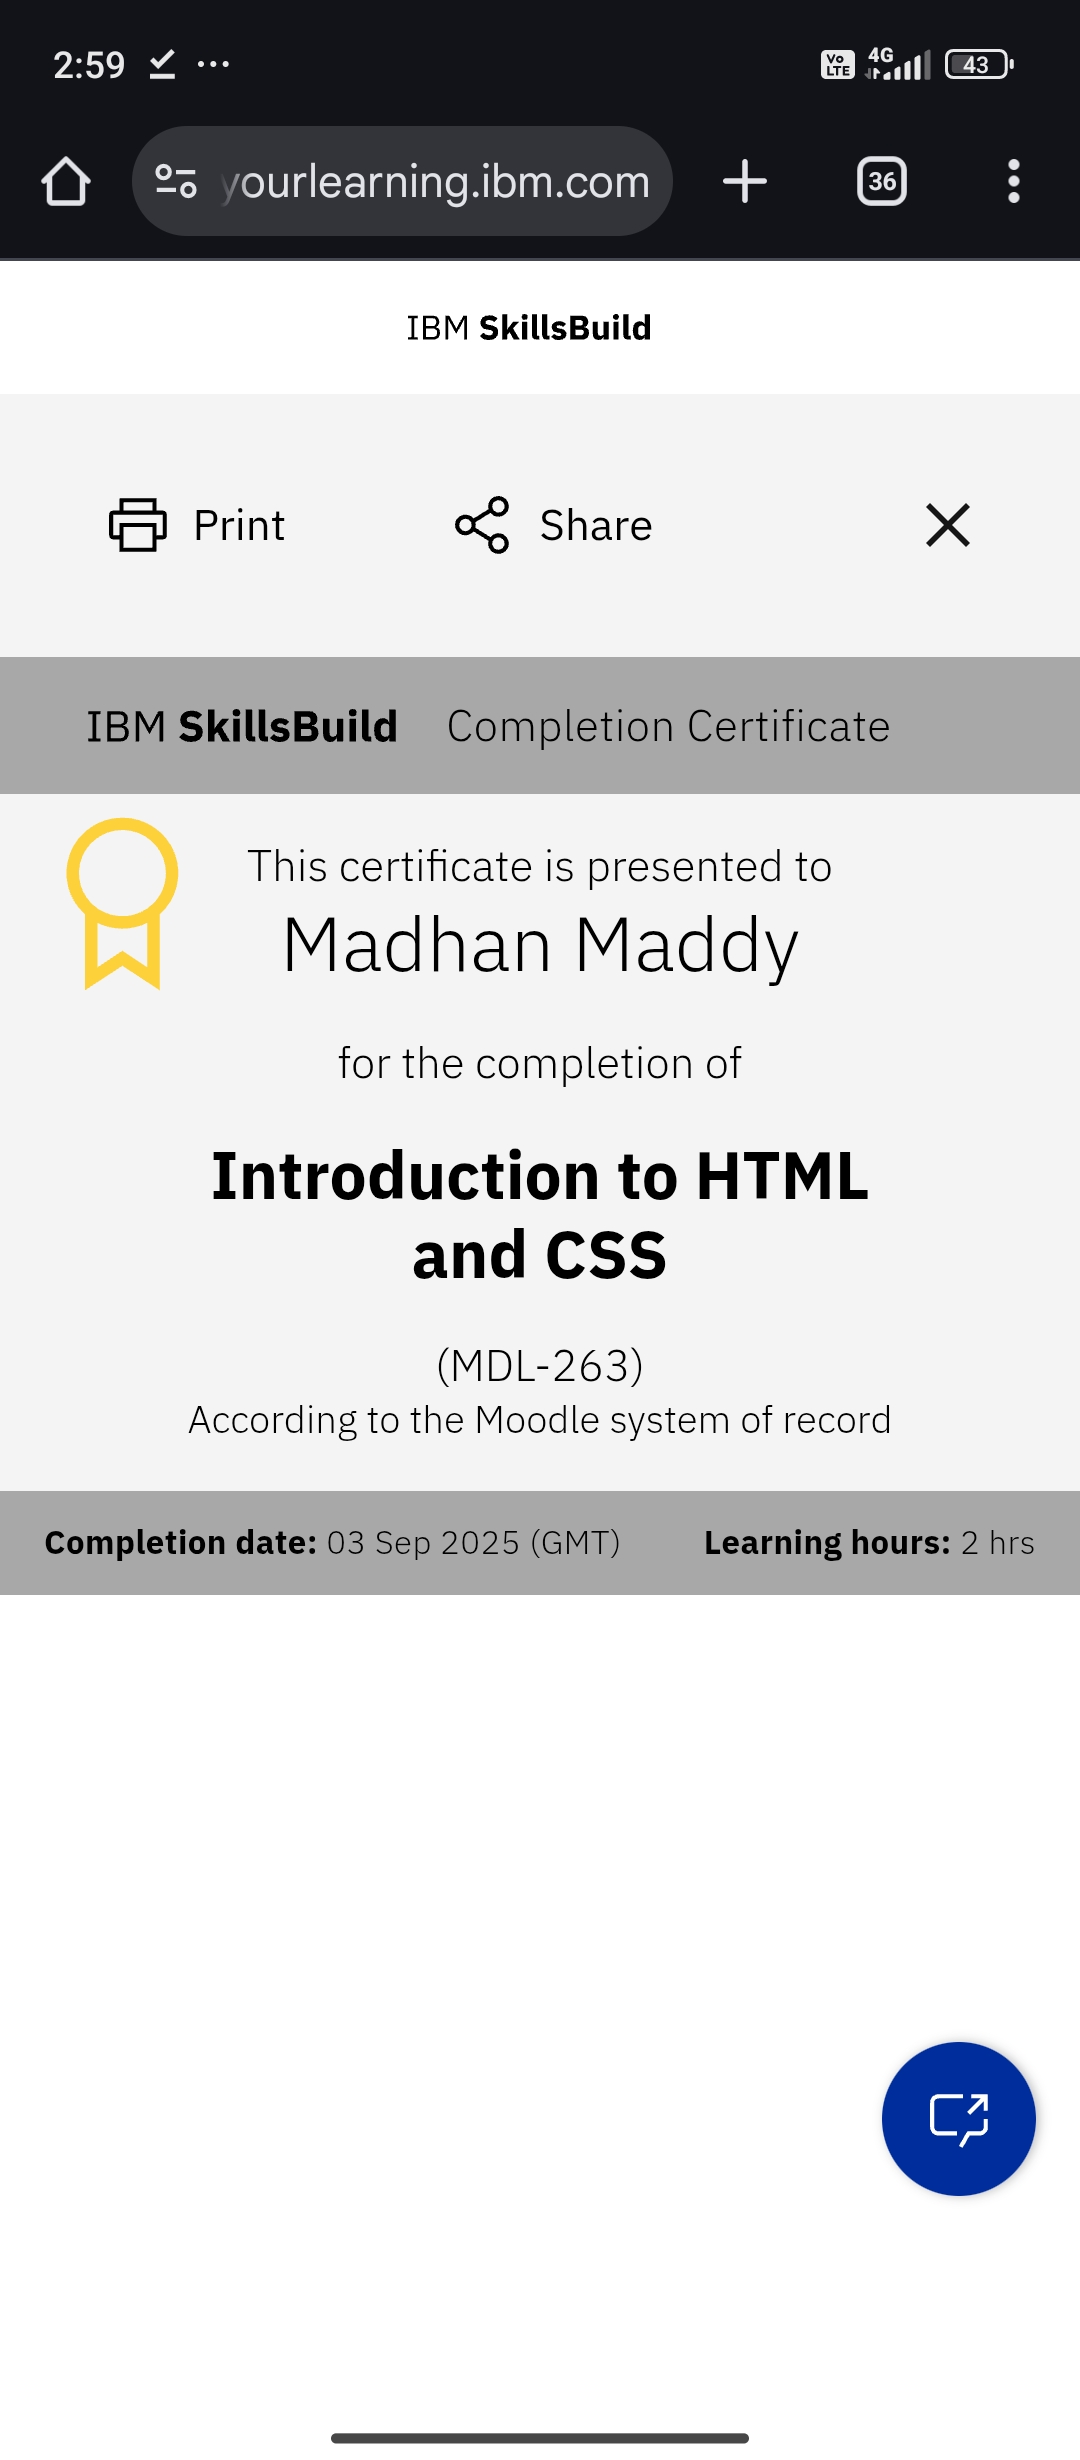 2:59
Vo LTE 4G 43
yourlearning.ibm.com
36
IBM SkillsBuild
Print Share
IBM SkillsBuild Completion Certificate
This certificate is presented to
Madhan Maddy
for the completion of
Introduction to HTML
and CSS
(MDL-263)
According to the Moodle system of record
Completion date: 03 Sep 2025 (GMT) Learning hours: 2 hrs